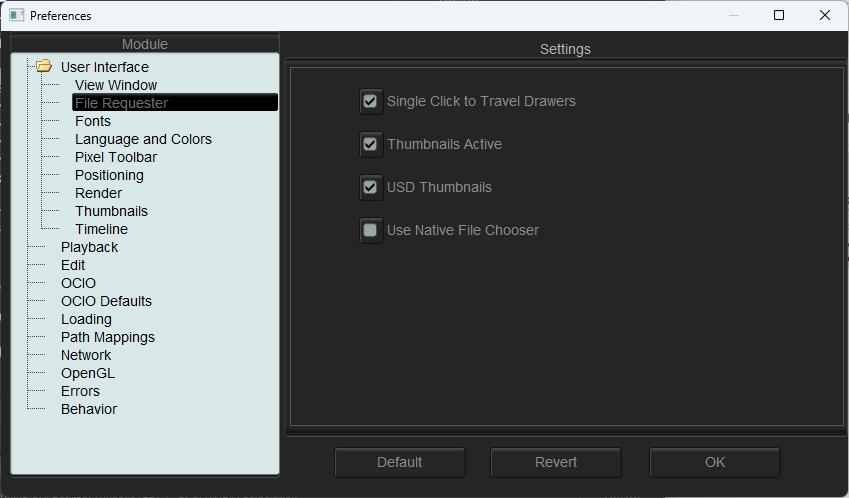 Preferences
Module
User Interface
View Window
File Requester
Fonts
Language and Colors
Pixel Toolbar
Positioning
Render
Thumbnails
Timeline
Playback
Edit
OCIO
OCIO Defaults
Loading
Path Mappings
Network
OpenGL
Errors
Behavior
Settings
Single Click to Travel Drawers
Thumbnails Active
USD Thumbnails
Use Native File Chooser
Default Revert OK